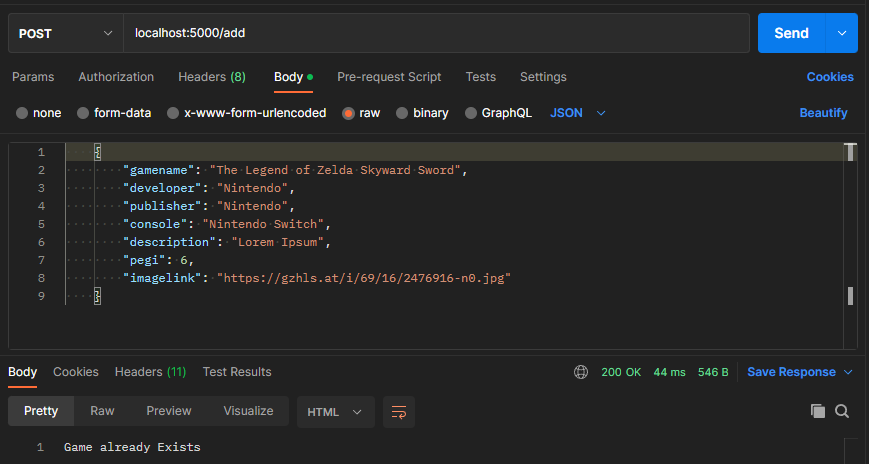 POST localhost:5000/add Send
Params Authorization Headers (8) Body Pre-request Script Tests Settings Cookies
none form-data x-www-form-urlencoded raw binary GraphQL JSON Beautify
1 {
2 "gamename": "The Legend of Zelda Skyward Sword",
3 "developer": "Nintendo",
4 "publisher": "Nintendo",
5 "console": "Nintendo Switch",
6 "description": "Lorem Ipsum",
7 "pegi": 6,
8 "imagelink": "https://gzhls.at/i/69/16/2476916-n0.jpg"
9 }
Body Cookies Headers (11) Test Results 200 OK 44 ms 546 B Save Response
Pretty Raw Preview Visualize HTML
1 Game already Exists